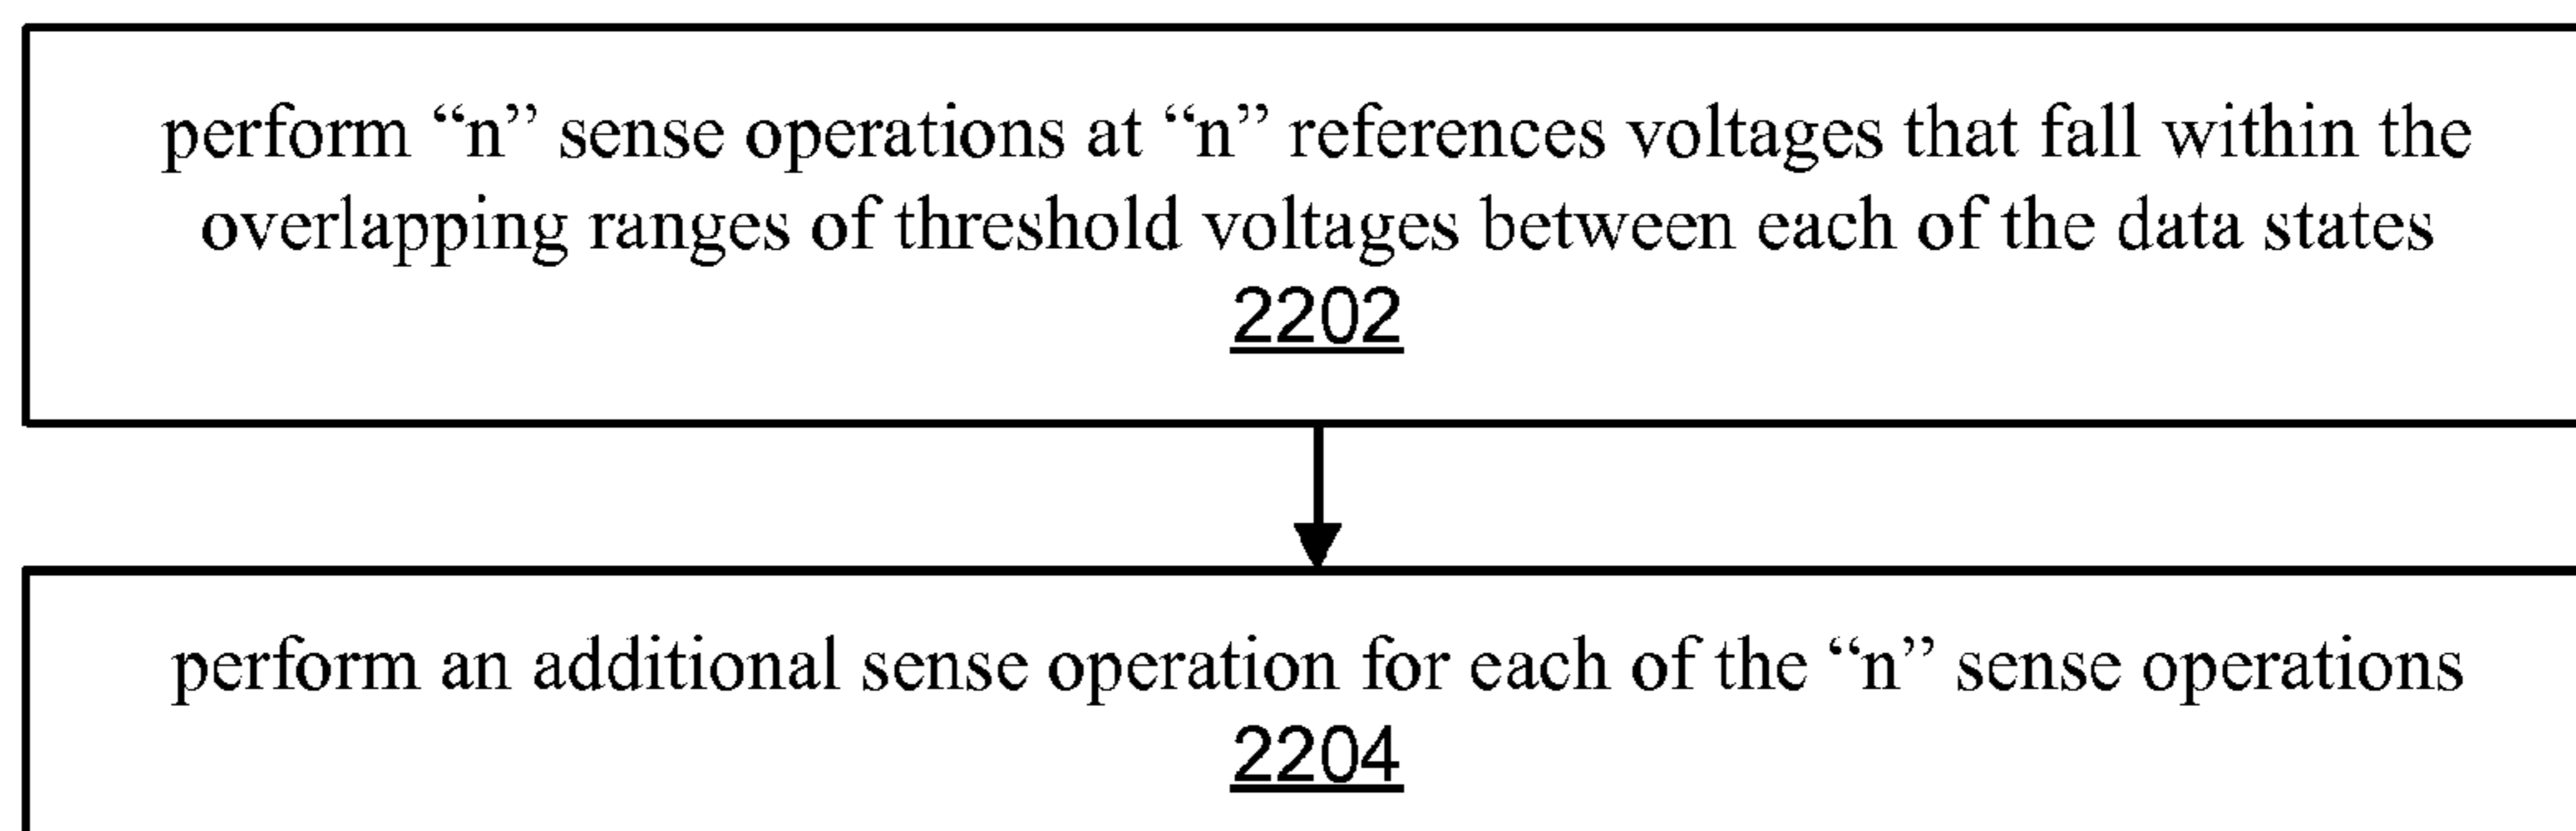 perform “n” sense operations at “n” references voltages that fall within the
overlapping ranges of threshold voltages between each of the data states
2202
perform an additional sense operation for each of the “n” sense operations
2204